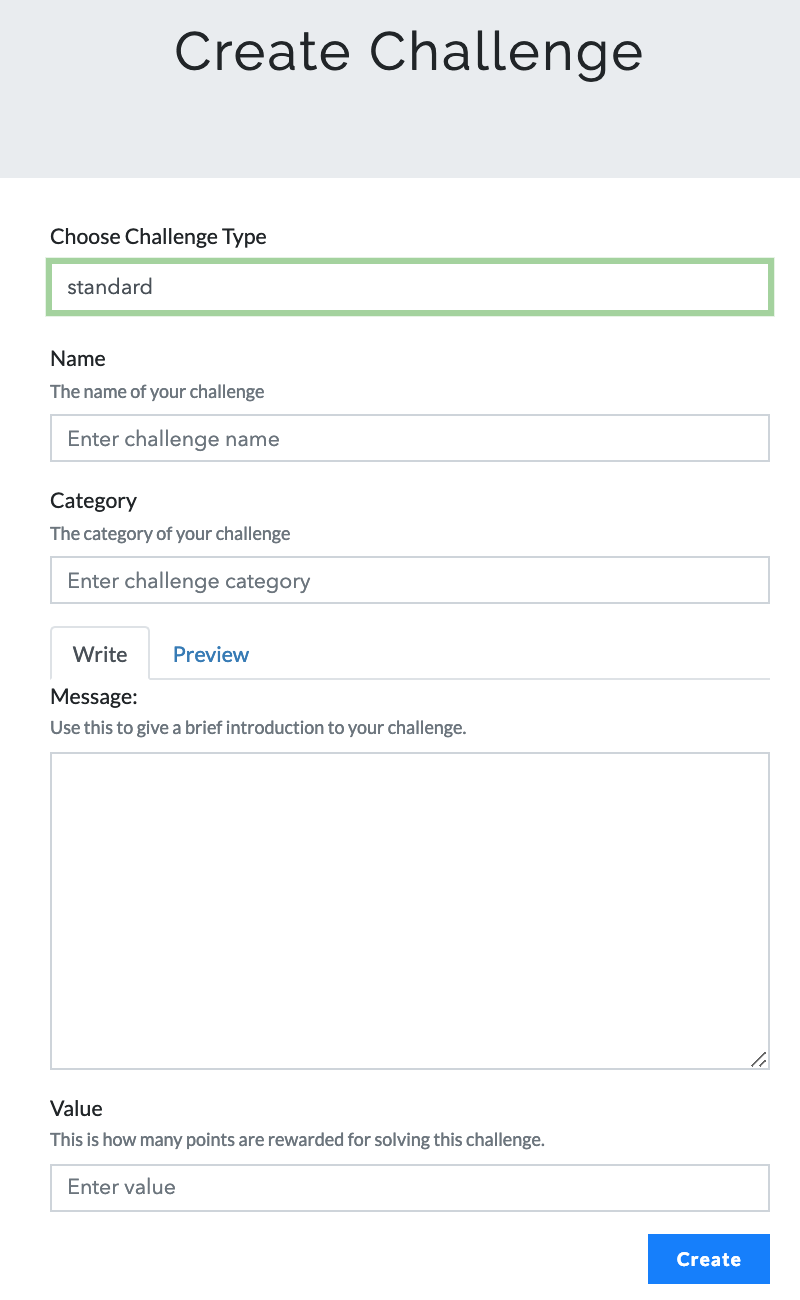 Create Challenge
Choose Challenge Type
standard
Name
The name of your challenge
Enter challenge name
Category
The category of your challenge
Enter challenge category
Write Preview
Message:
Use this to give a brief introduction to your challenge.
Value
This is how many points are rewarded for solving this challenge.
Enter value
Create